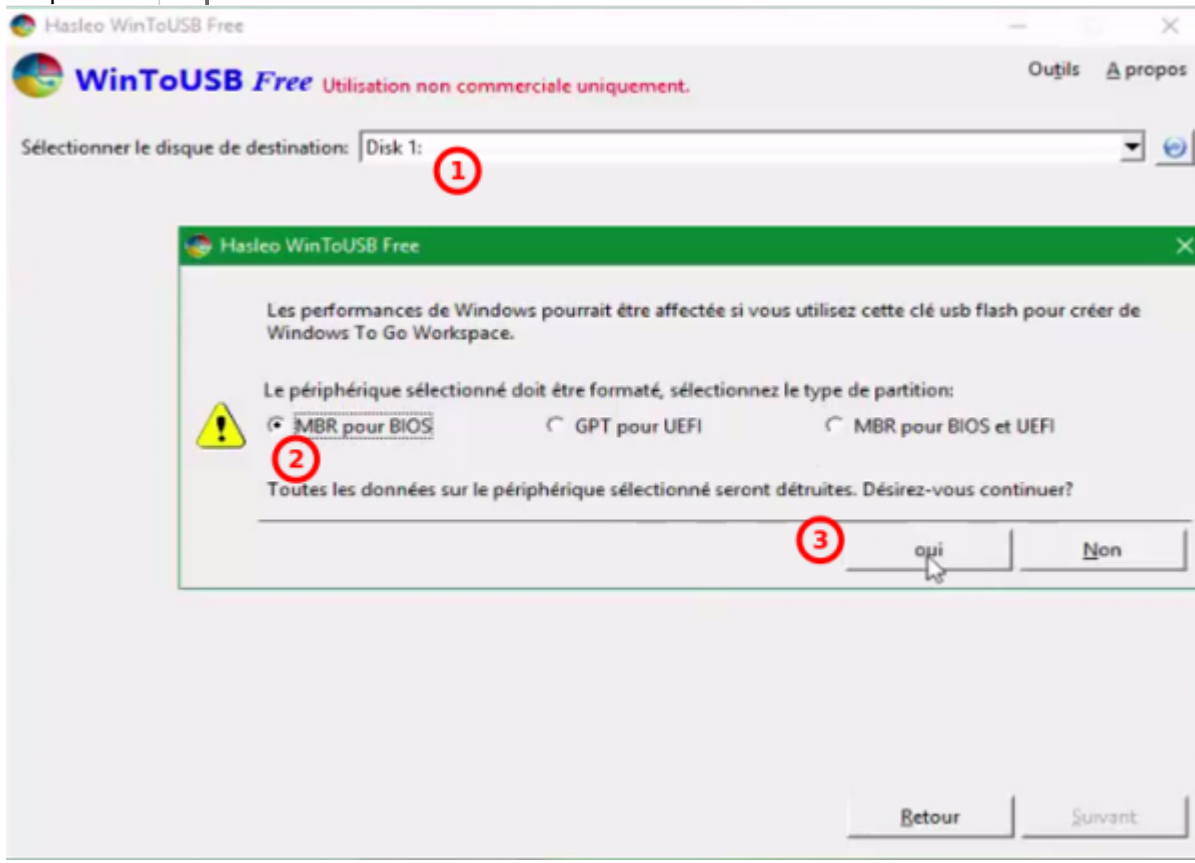 Hasleo WinToUSB Free
WinToUSB Free Utilisation non commerciale uniquement.
Outils A propos
Sélectionner le disque de destination: Disk 1:
1
Hasleo WinToUSB Free
Les performances de Windows pourrait être affectée si vous utilisez cette clé usb flash pour créer de
Windows To Go Workspace.
Le périphérique sélectionné doit être formaté, sélectionnez le type de partition:
MBR pour BIOS GPT pour UEFI MBR pour BIOS et UEFI
2
Toutes les données sur le périphérique sélectionné seront détruites. Désirez-vous continuer?
3 oui Non
Retour Suivant